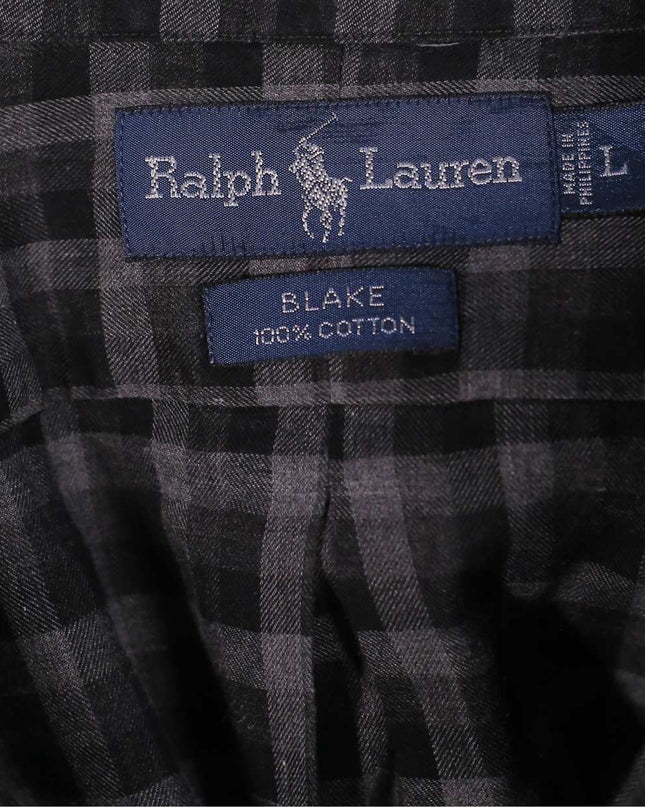 Ralph Lauren
MADE IN
PHILIPPINES
L
BLAKE
100% COTTON